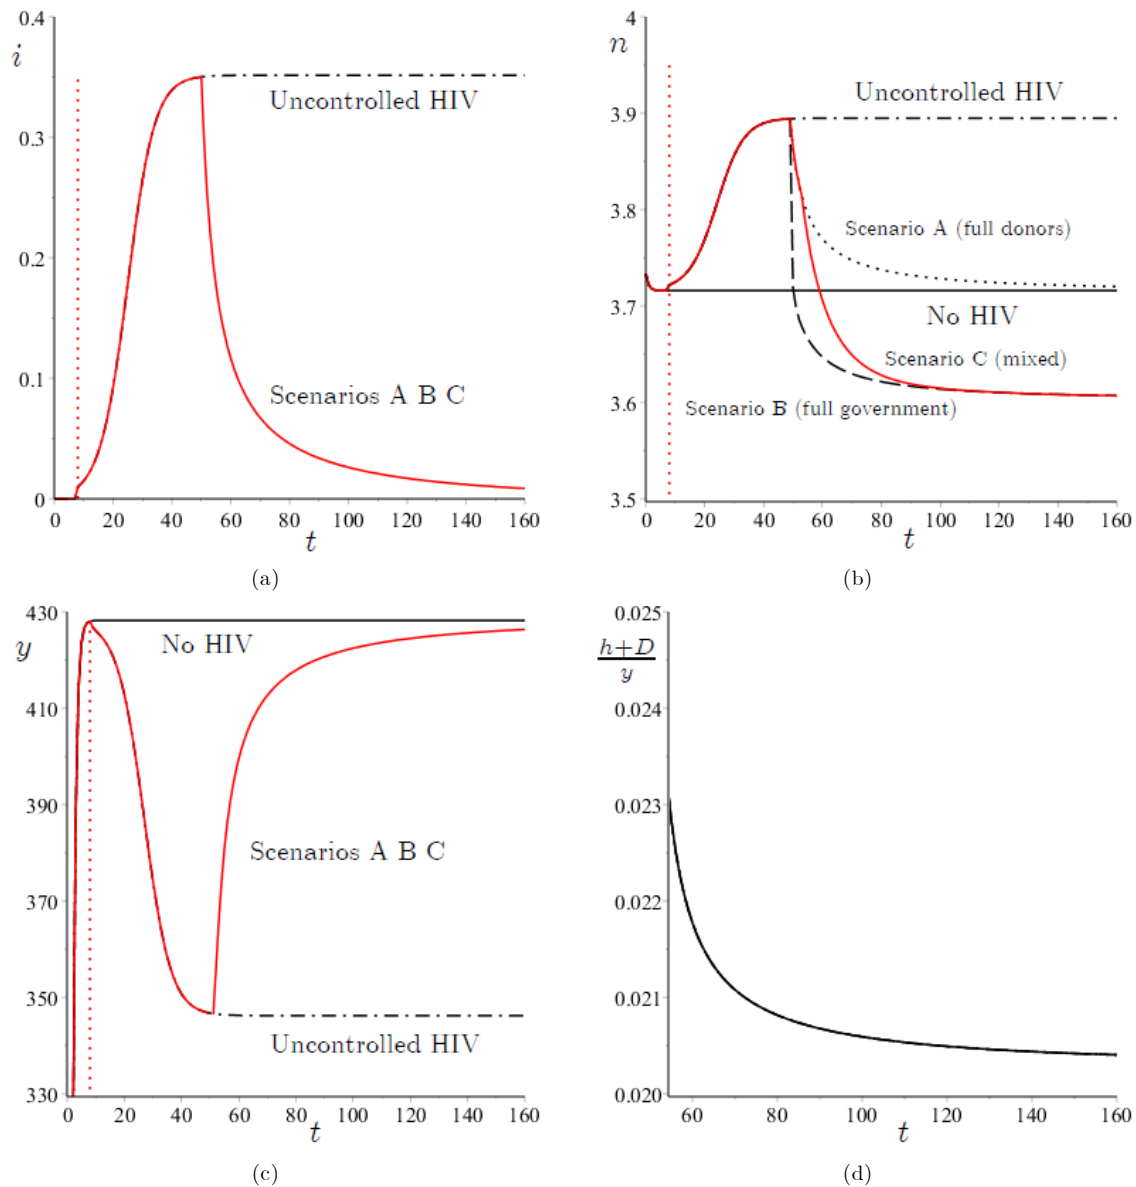 0.4
i
0.3
0.2
0.1
0
Uncontrolled HIV
Scenarios A B C
0 20 40 60 80 100 120 140 160
t
(a)
4
n
3.9
3.8
3.7
3.6
3.5
Uncontrolled HIV
Scenario A (full donors)
No HIV
Scenario C (mixed)
Scenario B (full government)
0 20 40 60 80 100 120 140 160
t
(b)
430
y
410
390
370
350
330
No HIV
Scenarios A B C
Uncontrolled HIV
0 20 40 60 80 100 120 140 160
t
(c)
0.025
h+D
y
0.024
0.023
0.022
0.021
0.020
60 80 100 120 140 160
t
(d)